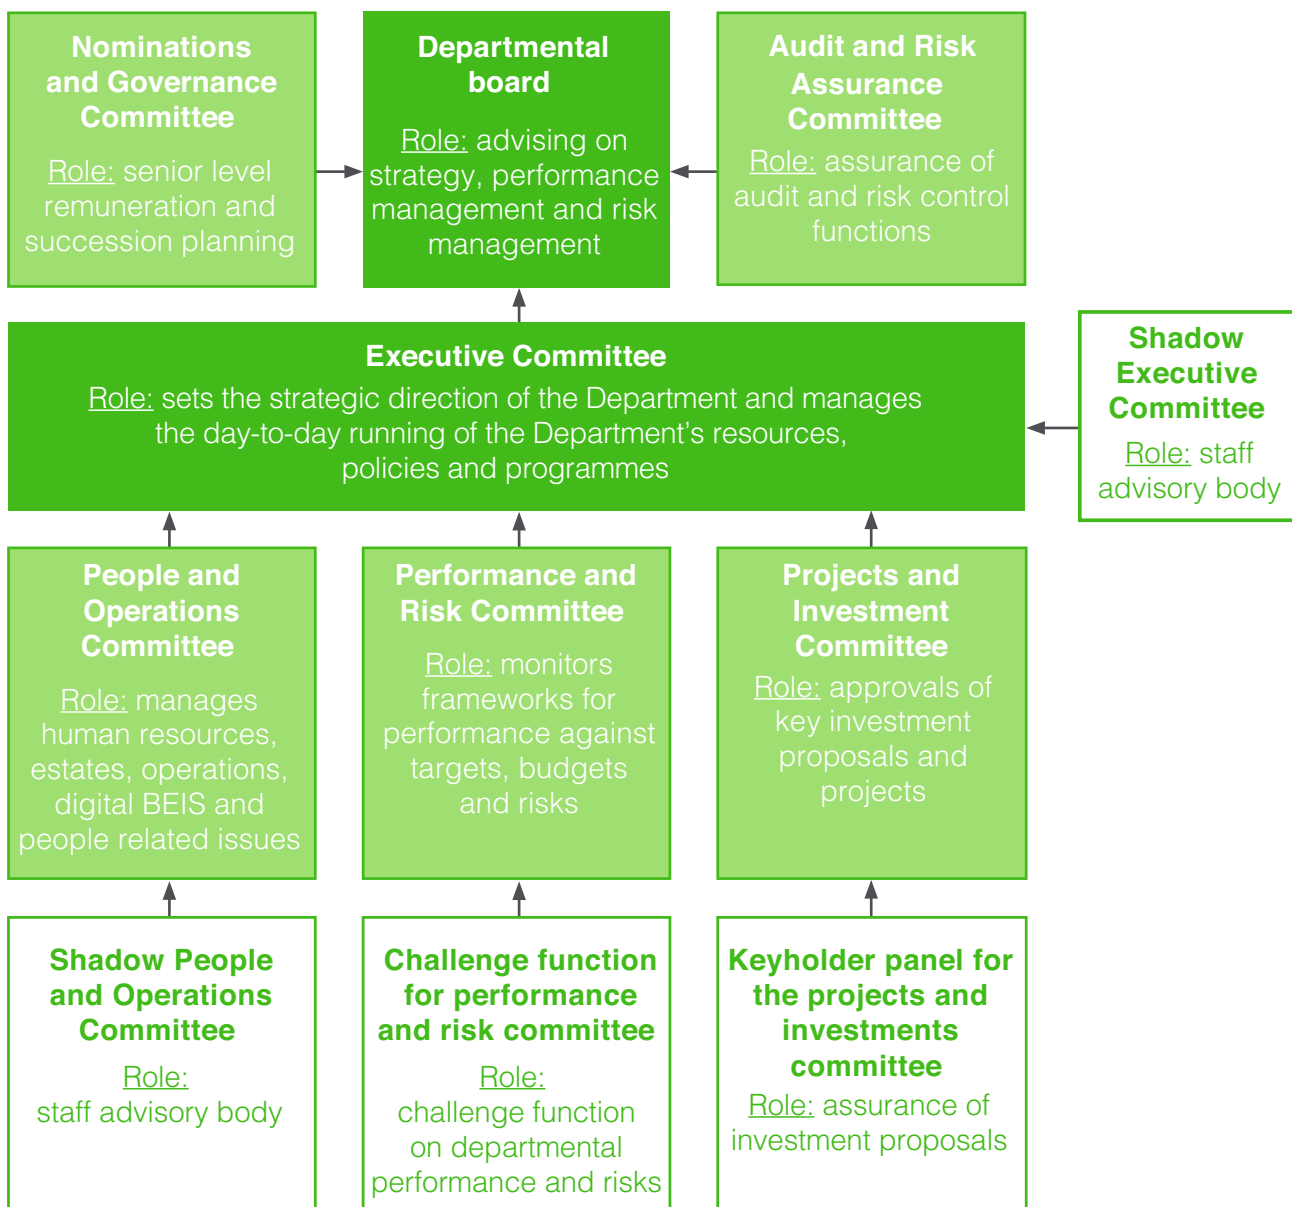 Nominations
and Governance
Committee
Role: senior level
remuneration and
succession planning
Departmental
board
Role: advising on
strategy, performance
management and risk
management
Audit and Risk
Assurance
Committee
Role: assurance of
audit and risk control
functions
Executive Committee
Role: sets the strategic direction of the Department and manages
the day-to-day running of the Department’s resources,
policies and programmes
Shadow
Executive
Committee
Role: staff
advisory body
People and
Operations
Committee
Role: manages
human resources,
estates, operations,
digital BEIS and
people related issues
Performance and
Risk Committee
Role: monitors
frameworks for
performance against
targets, budgets
and risks
Projects and
Investment
Committee
Role: approvals of
key investment
proposals and
projects
Shadow People
and Operations
Committee
Role:
staff advisory body
Challenge function
for performance
and risk committee
Role:
challenge function
on departmental
performance and risks
Keyholder panel for
the projects and
investments
committee
Role: assurance of
investment proposals